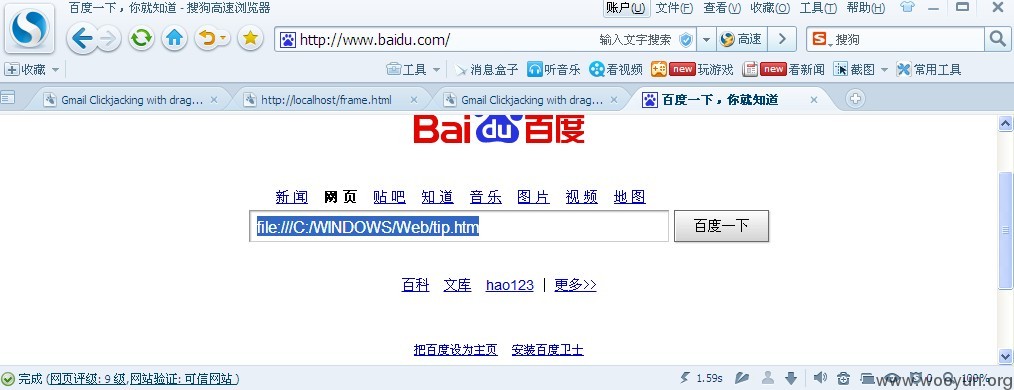 百度一下，你就知道 - 搜狗高速浏览器 账户(U) 文件(F) 查看(V) 收藏(O) 工具(T) 帮助(H)
http://www.baidu.com/ 输入文字搜索 高速 搜狗
收藏 工具 消息盒子 听音乐 看视频 new 玩游戏 new 看新闻 截图 常用工具
Gmail Clickjacking with drag... http://localhost/frame.html Gmail Clickjacking with drag... 百度一下，你就知道
Bai du 百度
新闻 网页 贴吧 知道 音乐 图片 视频 地图
file:///C:/WINDOWS/Web/tip.htm 百度一下
百科 文库 hao123 | 更多>>
把百度设为主页 安装百度卫士
完成 (网页评级: 9 级,网站验证: 可信网站 ) 1.59s 0 100%
www.wooyun.org